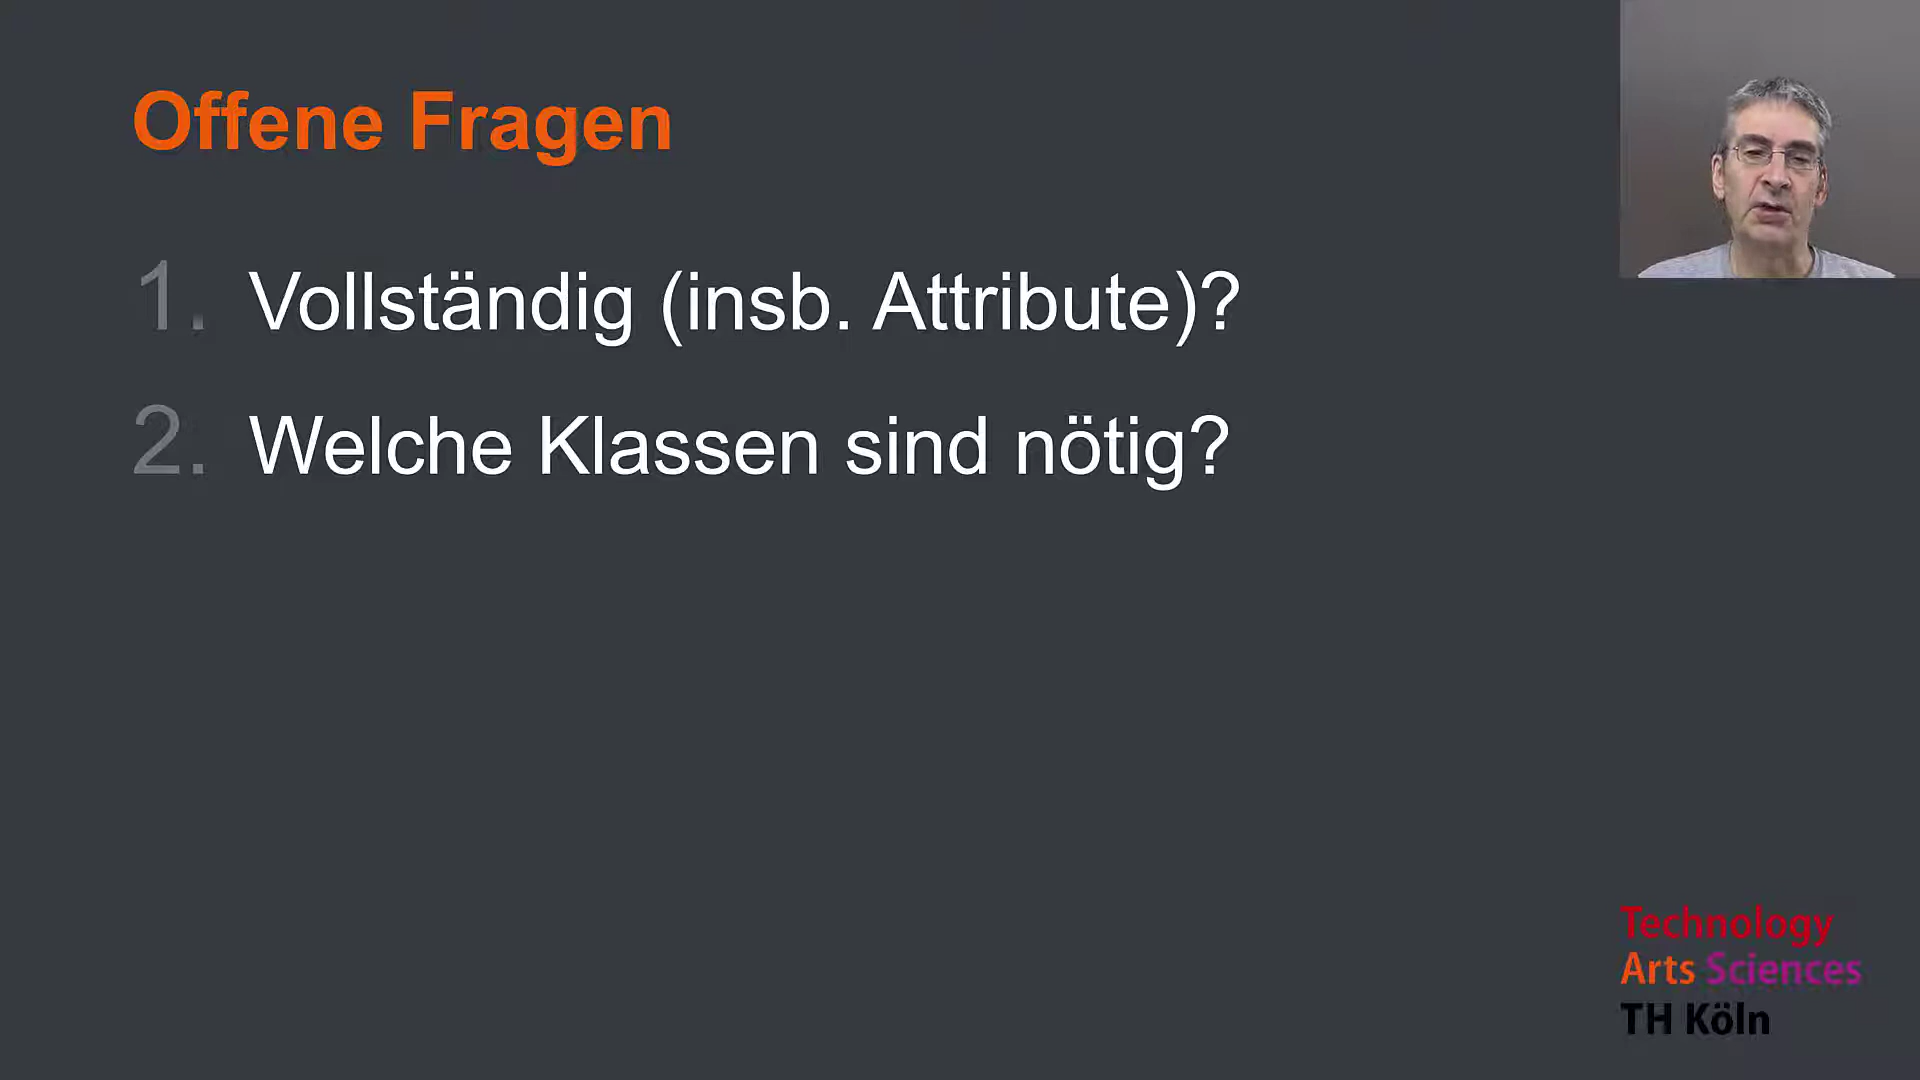 Offene Fragen
1. Vollständig (insb. Attribute)?
2. Welche Klassen sind nötig?
Technology
Arts Sciences
TH Köln